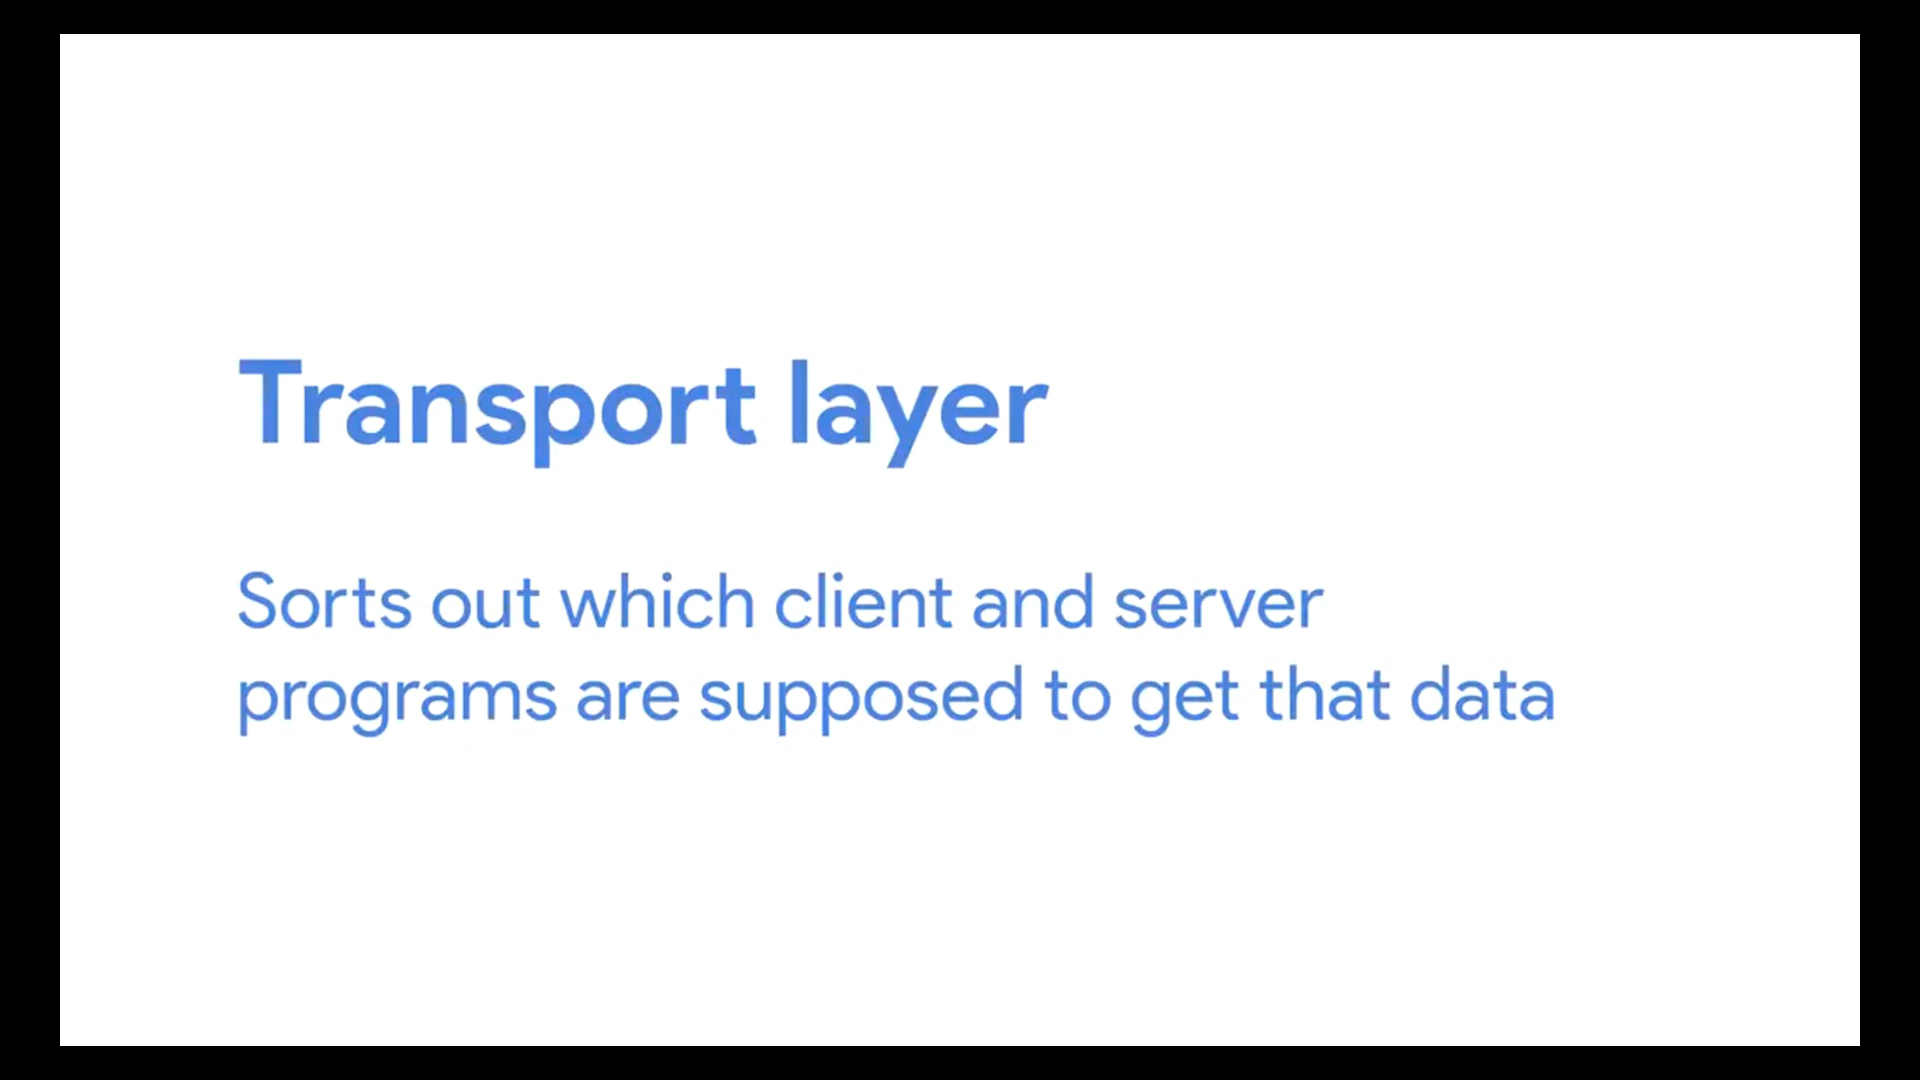 Transport layer
Sorts out which client and server
programs are supposed to get that data